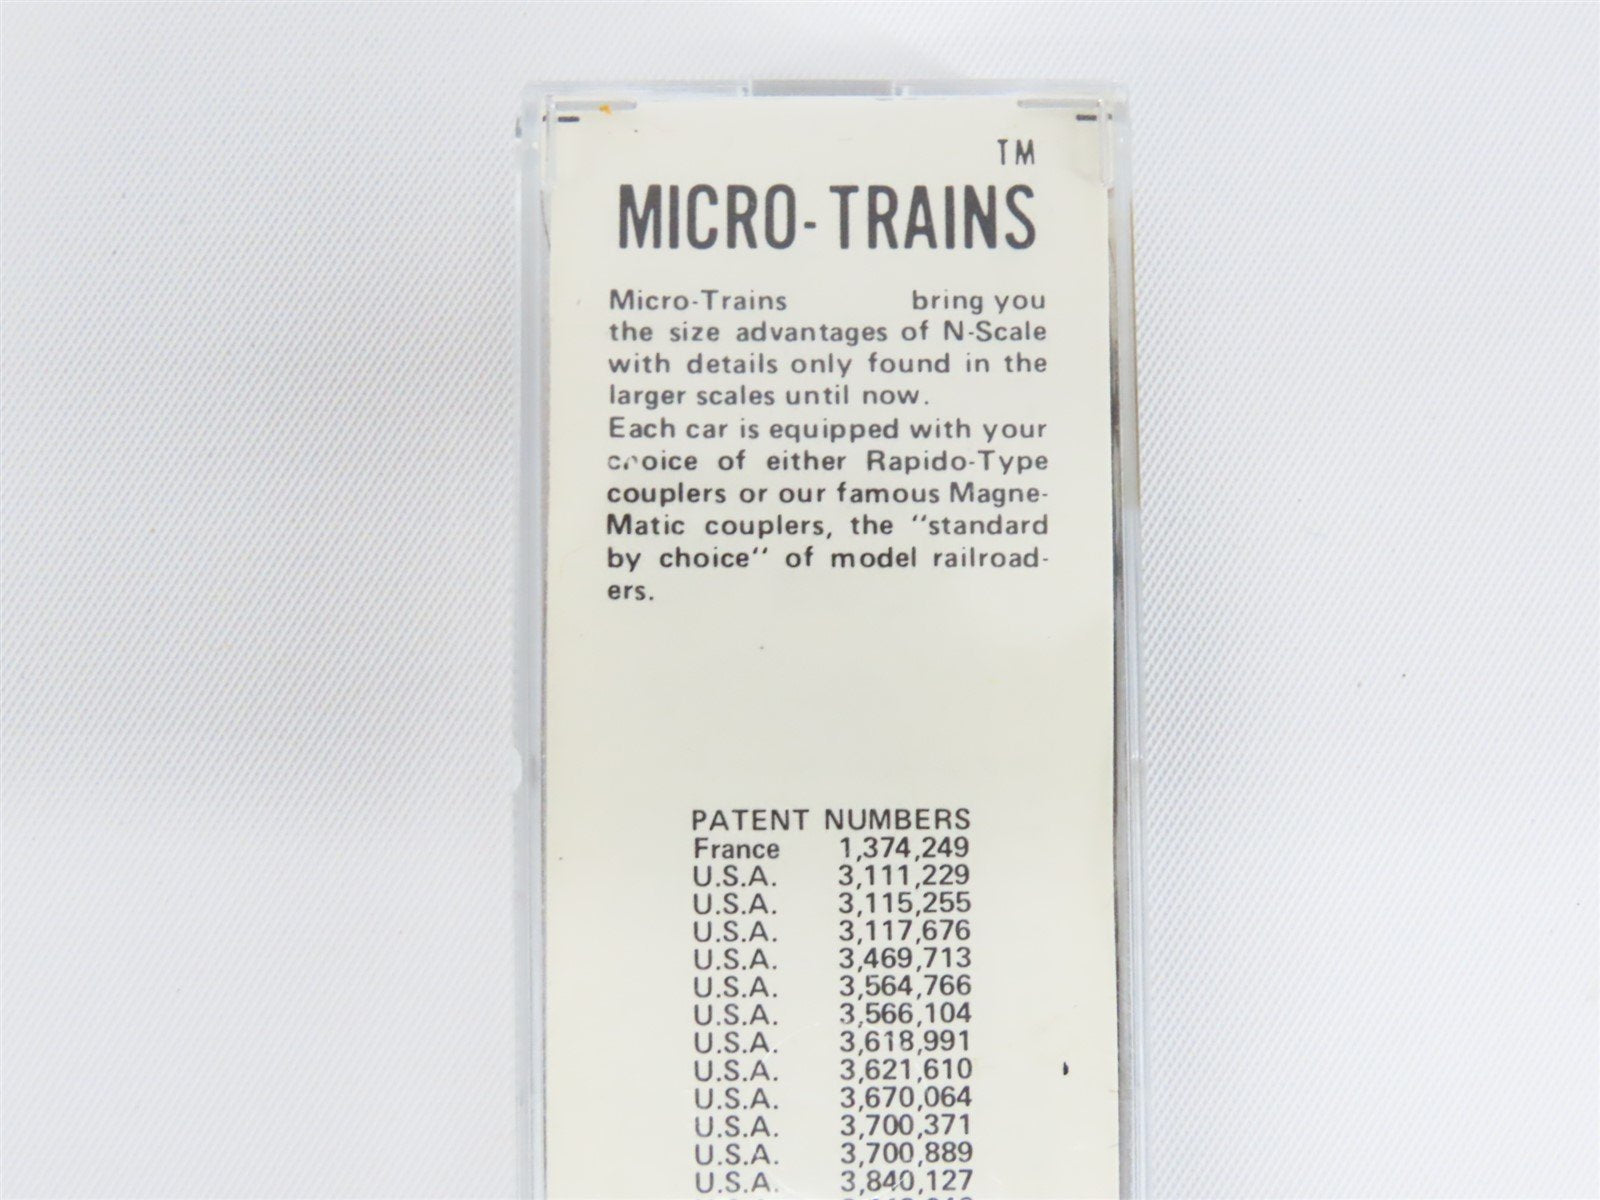 TM
MICRO-TRAINS
Micro-Trains bring you
the size advantages of N-Scale
with details only found in the
larger scales until now.
Each car is equipped with your
choice of either Rapido-Type
couplers or our famous Magne-
Matic couplers, the "standard
by choice" of model railroad-
ers.
PATENT NUMBERS
France 1,374,249
U.S.A. 3,111,229
U.S.A. 3,115,255
U.S.A. 3,117,676
U.S.A. 3,469,713
U.S.A. 3,564,766
U.S.A. 3,566,104
U.S.A. 3,618,991
U.S.A. 3,621,610
U.S.A. 3,670,064
U.S.A. 3,700,371
U.S.A. 3,700,889
U.S.A. 3,840,127